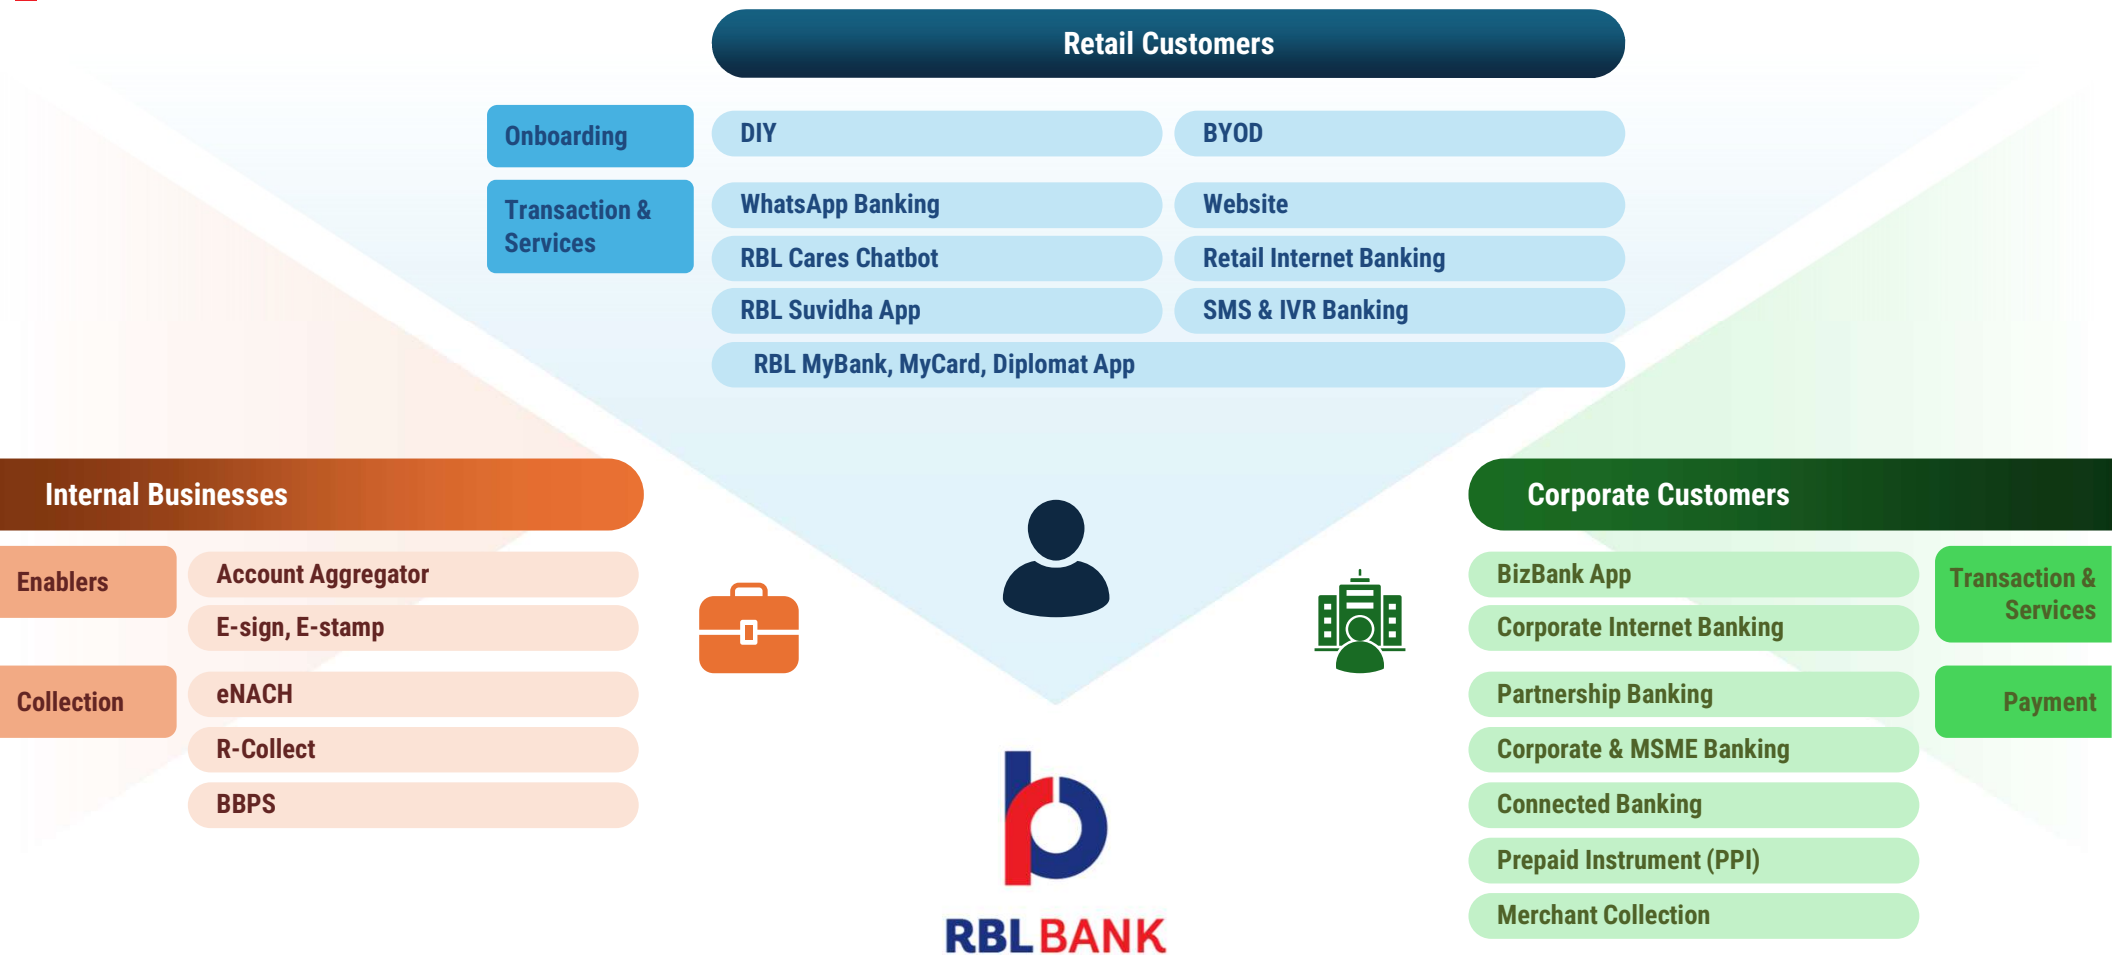 Retail Customers
Onboarding
DIY
BYOD
Transaction &
Services
WhatsApp Banking
Website
RBL Cares Chatbot
Retail Internet Banking
RBL Suvidha App
SMS & IVR Banking
RBL MyBank, MyCard, Diplomat App
Internal Businesses
Enablers
Account Aggregator
E-sign, E-stamp
Collection
eNACH
R-Collect
BBPS
Corporate Customers
BizBank App
Corporate Internet Banking
Transaction &
Services
Partnership Banking
Payment
Corporate & MSME Banking
Connected Banking
Prepaid Instrument (PPI)
Merchant Collection
RBLBANK